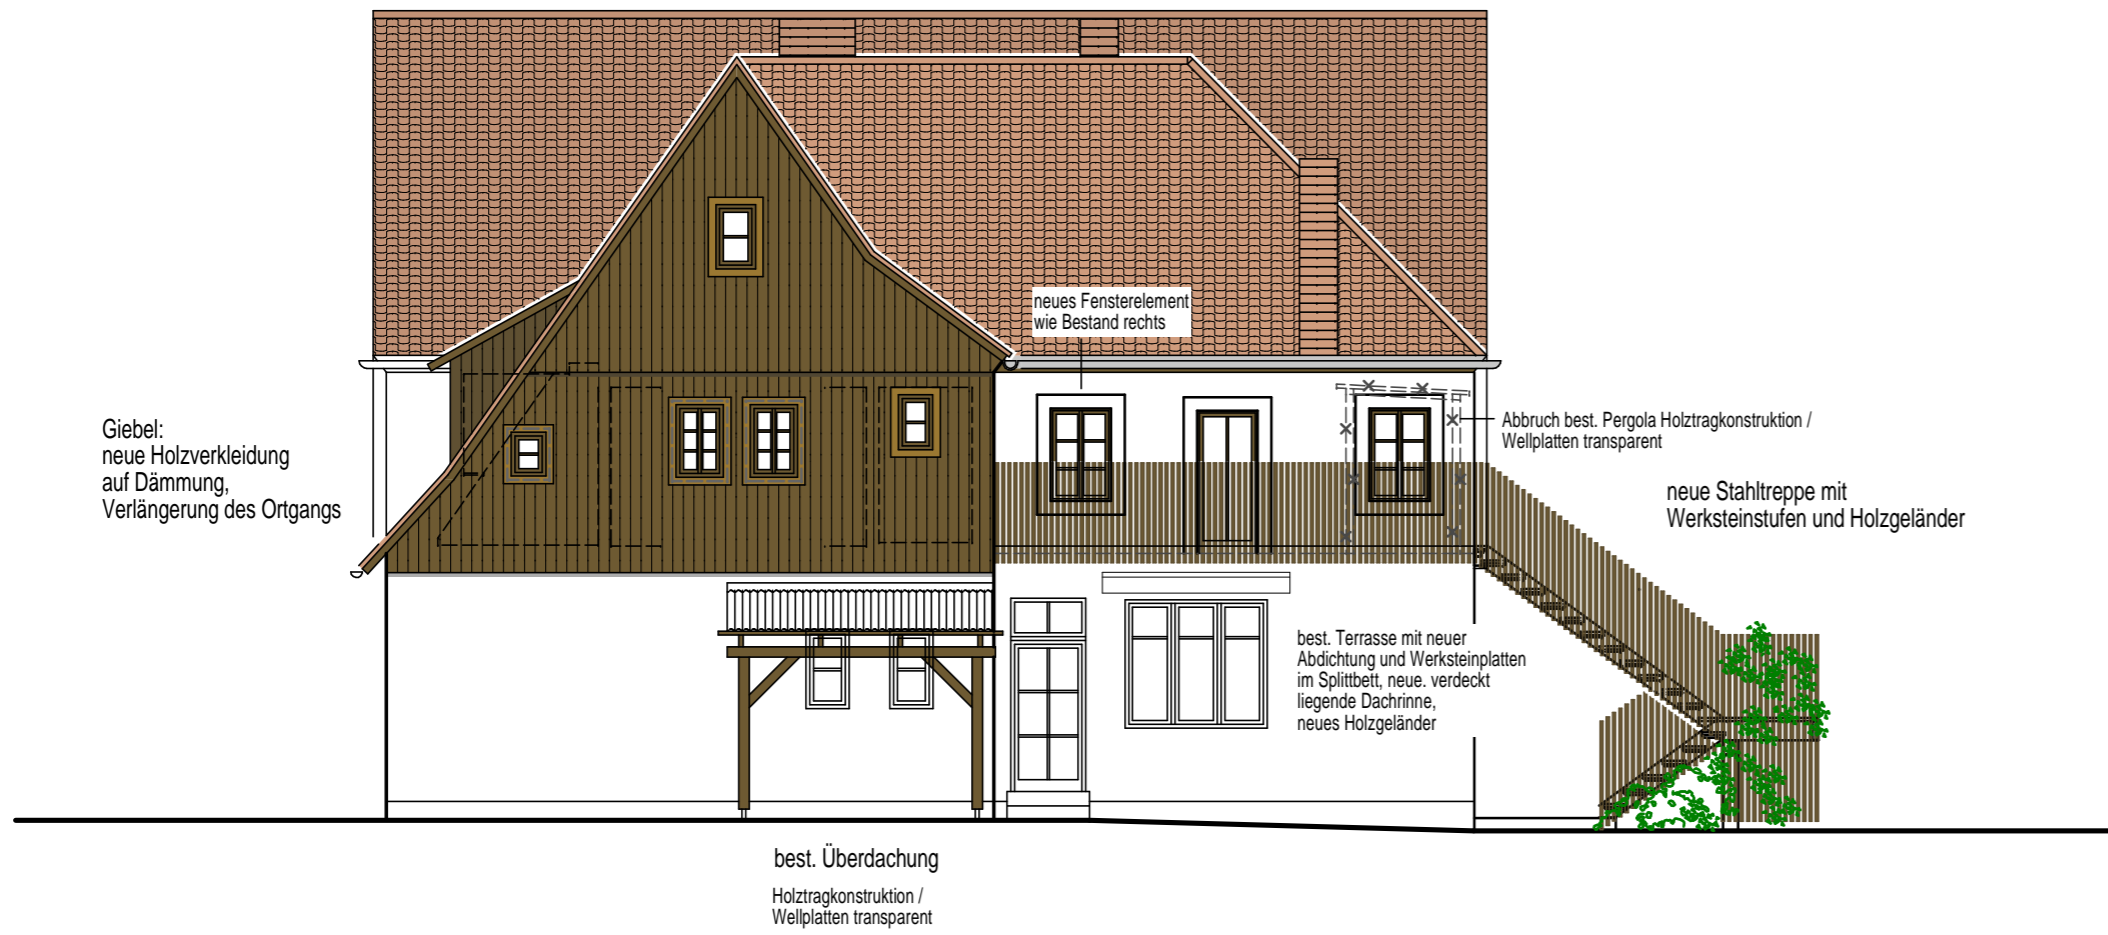 neues Fensterelement
wie Bestand rechts
Giebel:
neue Holzverkleidung
auf Dämmung,
Verlängerung des Ortgangs
Abbruch best. Pergola Holztragkonstruktion /
Wellplatten transparent
neue Stahltreppe mit
Werksteinstufen und Holzgeländer
best. Terrasse mit neuer
Abdichtung und Werksteinplatten
im Splittbett, neue. verdeckt
liegende Dachrinne,
neues Holzgeländer
best. Überdachung
Holztragkonstruktion /
Wellplatten transparent